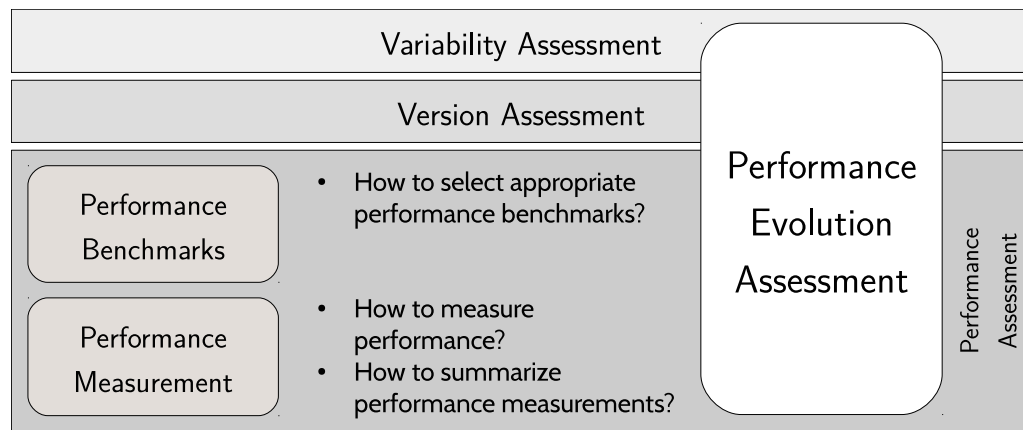 Variability Assessment
Version Assessment
Performance
Benchmarks
• How to select appropriate
performance benchmarks?
Performance
Measurement
• How to measure
performance?
• How to summarize
performance measurements?
Performance
Evolution
Assessment
Performance
Assessment